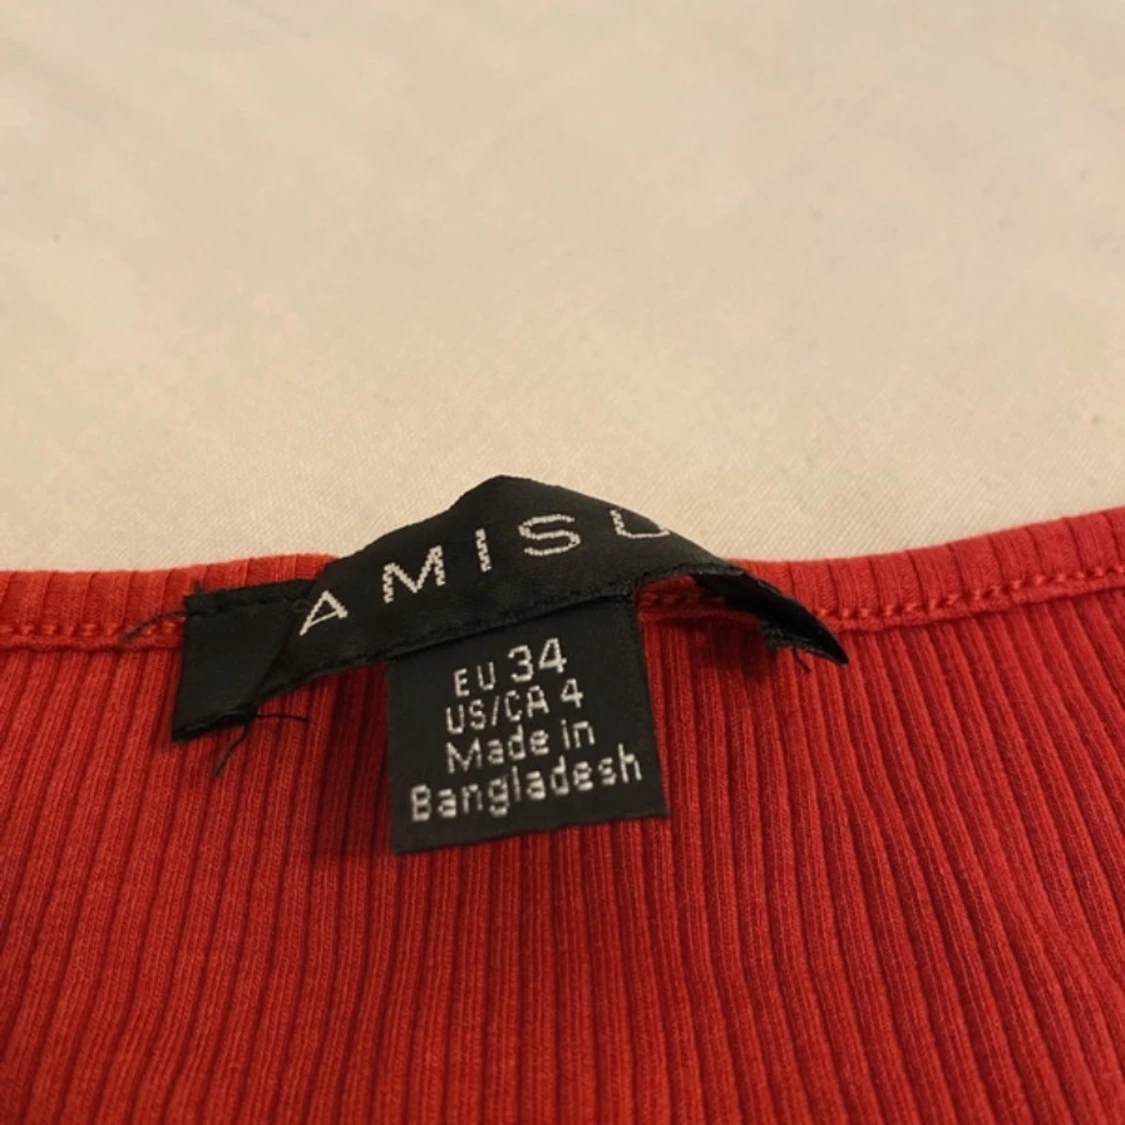 AMISU
EU 34
US/CA 4
Made in
Bangladesh